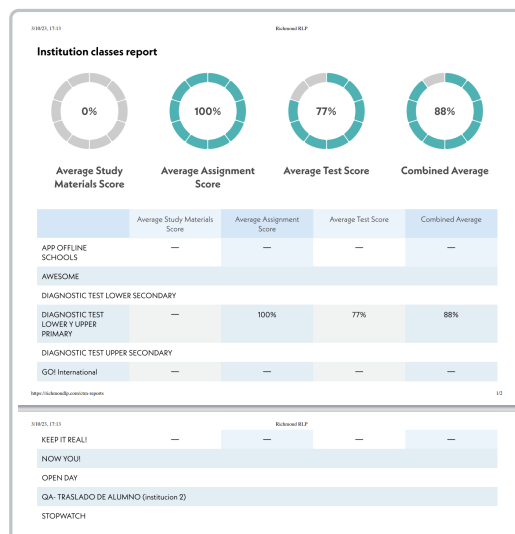 3/10/23, 17:13 Richmond RLP
Institution classes report
0% 100% 77% 88%
Average Study Average Assignment Average Test Score Combined Average
Materials Score Score
Average Study Materials Average Assignment Average Test Score Combined Average
Score Score
APP OFFLINE — — — —
SCHOOLS
AWESOME
DIAGNOSTIC TEST LOWER SECONDARY
DIAGNOSTIC TEST — 100% 77% 88%
LOWER Y UPPER
PRIMARY
DIAGNOSTIC TEST UPPER SECONDARY
GO! International — — — —
https://richmondlp.com/ctra-reports 1/2
3/10/23, 17:13 Richmond RLP
KEEP IT REAL! — — — —
NOW YOU!
OPEN DAY
QA- TRASLADO DE ALUMNO (institucion 2)
STOPWATCH